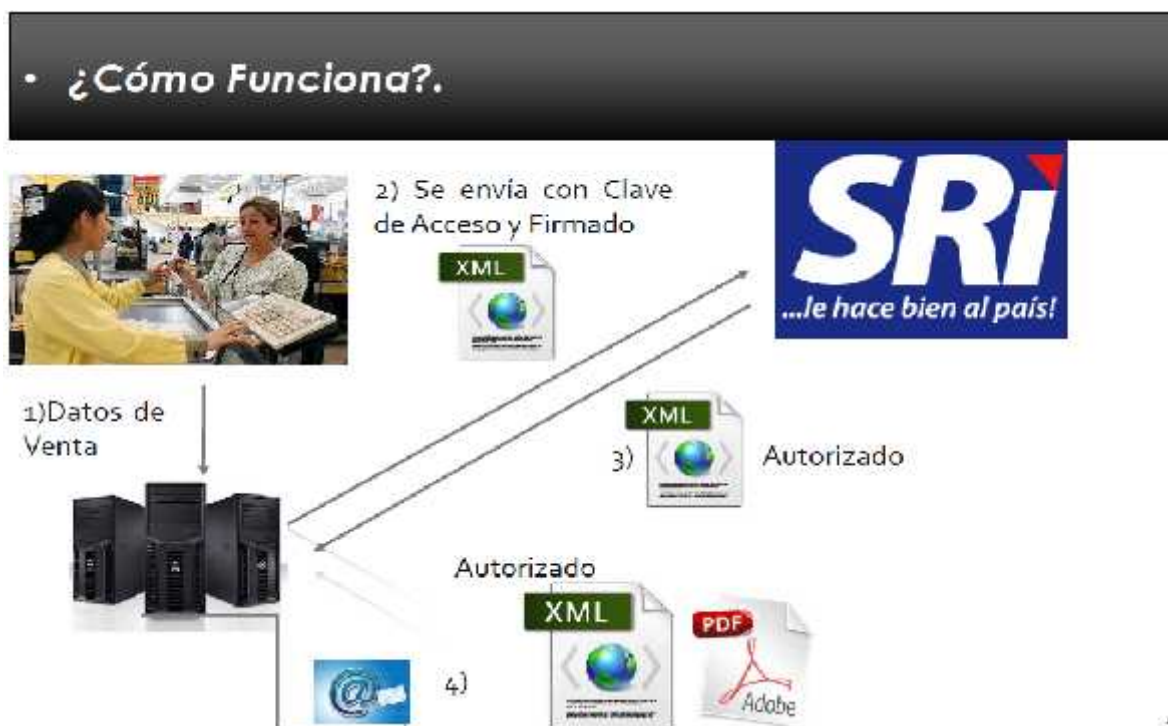 • ¿Cómo Funciona?.
2) Se envía con Clave
de Acceso y Firmado
XML
SRi
...le hace bien al país!
1)Datos de
Venta
XML
3)
Autorizado
Autorizado
XML
PDF
Adobe
@
4)